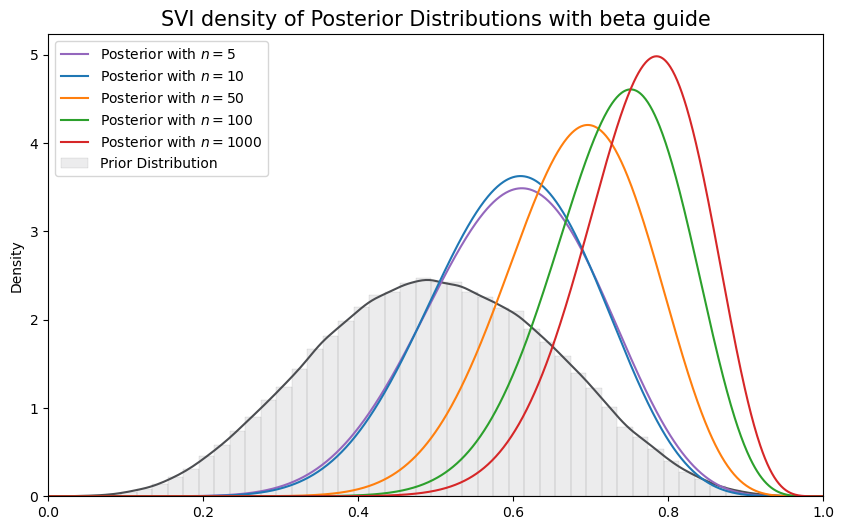 SVI density of Posterior Distributions with beta guide
Posterior with n = 5
Posterior with n = 10
Posterior with n = 50
Posterior with n = 100
Posterior with n = 1000
Prior Distribution
Density
5
4
3
2
1
0
0.0 0.2 0.4 0.6 0.8 1.0